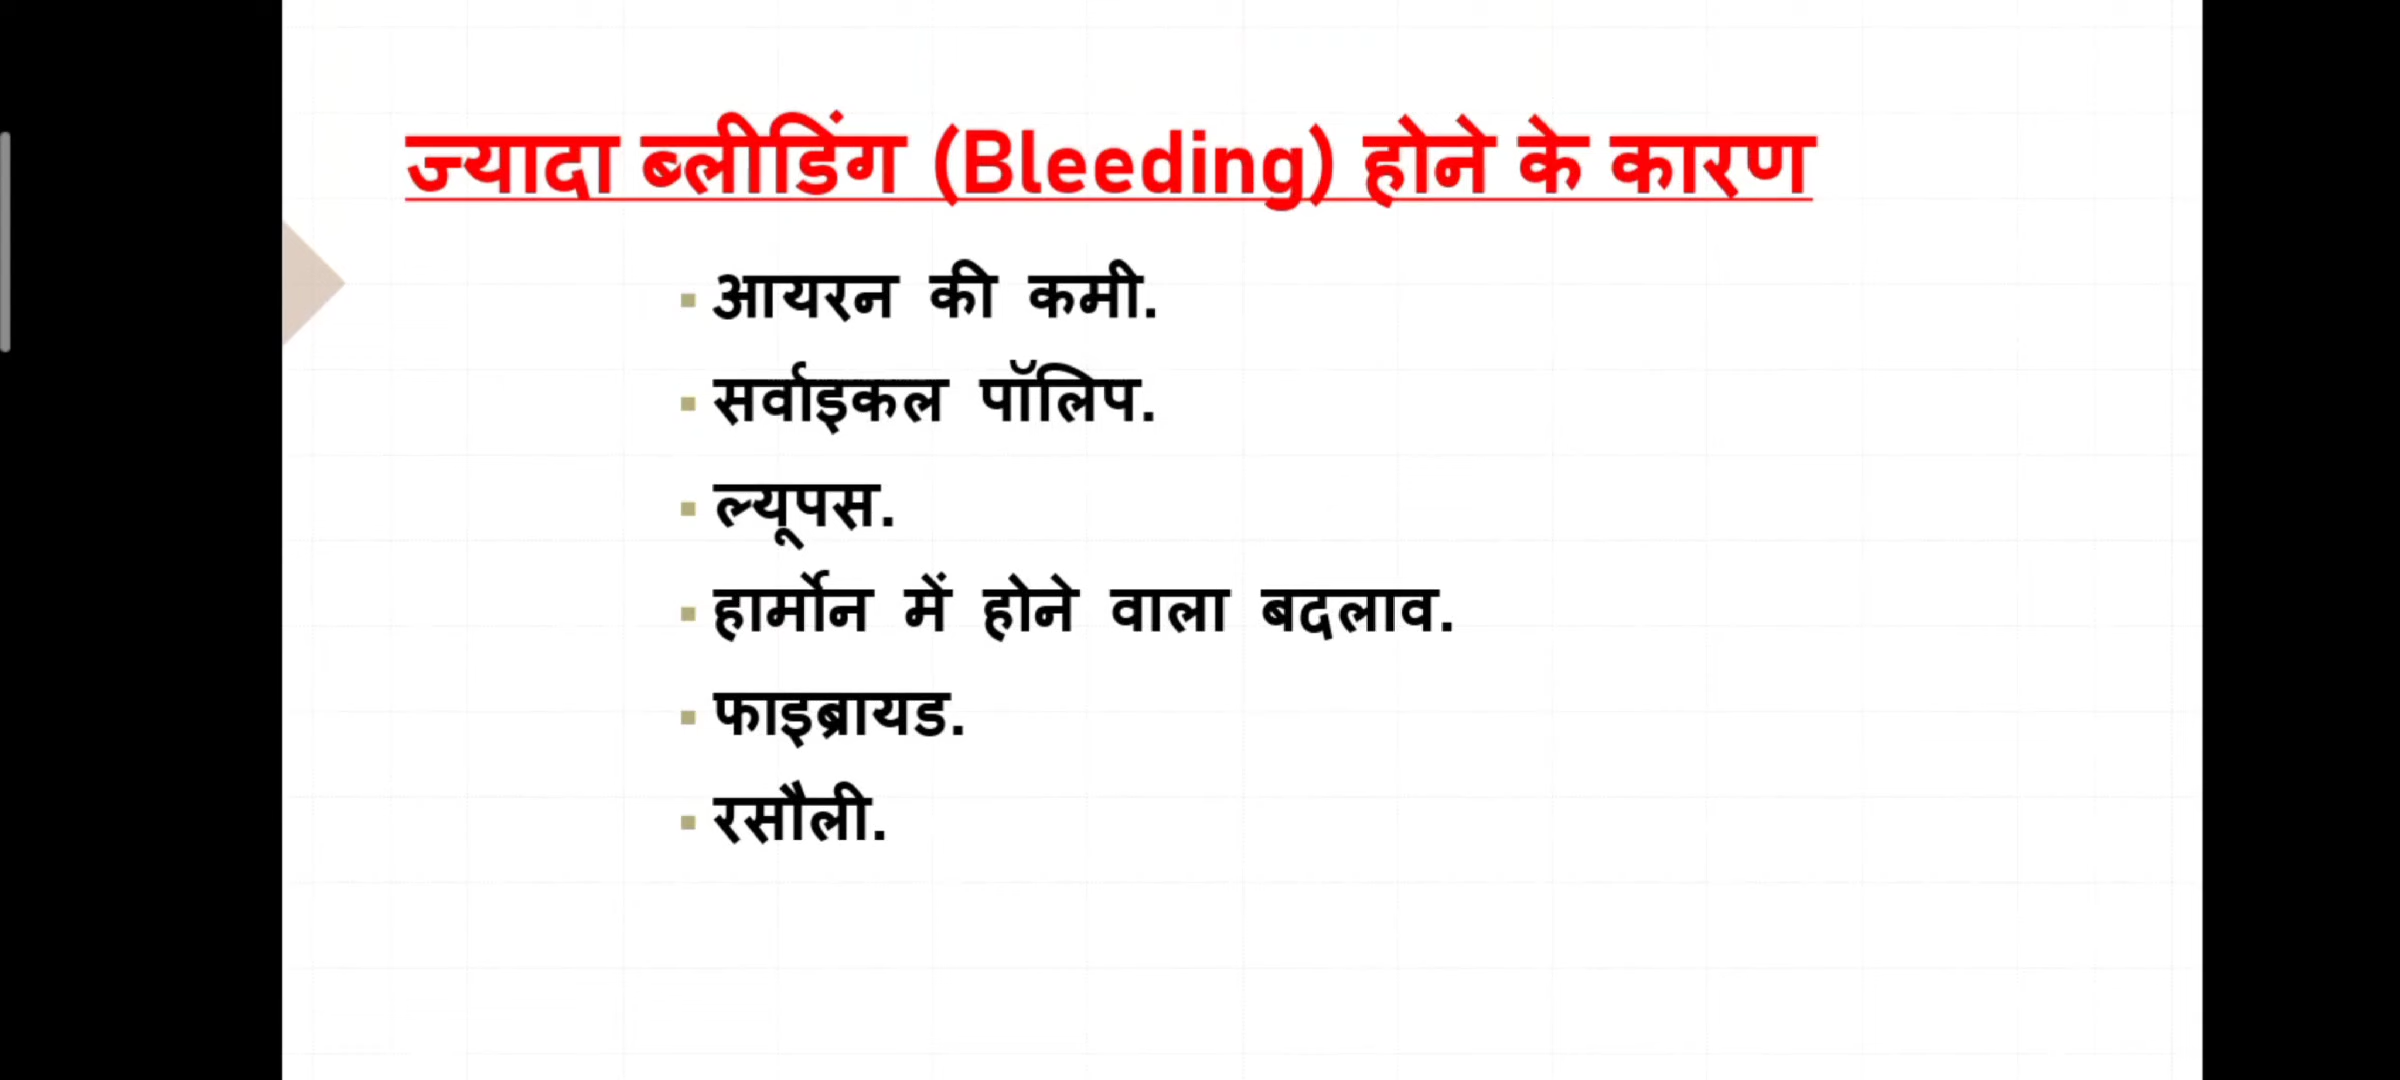 ज्यादा ब्लीडिंग (Bleeding) होने के कारण
आयरन की कमी.
सर्वाइकल पॉलिप.
ल्यूपस.
हार्मोन में होने वाला बदलाव.
फाइब्रायड.
रसौली.